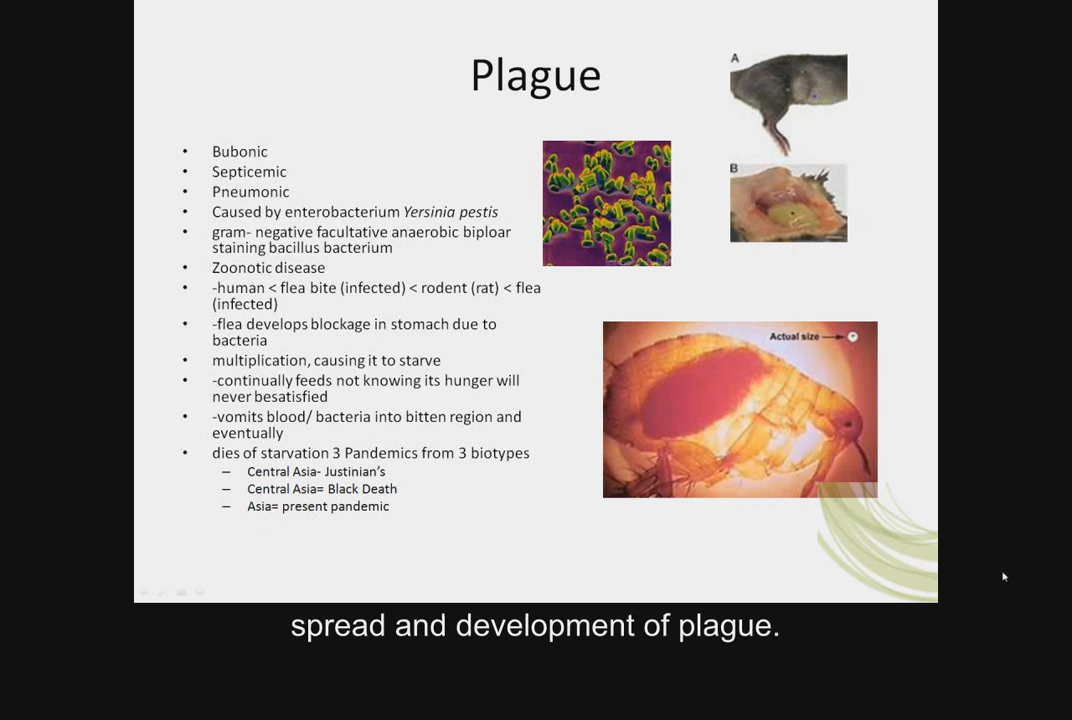 Plague
A
B
Bubonic
Septicemic
Pneumonic
Caused by enterobacterium Yersinia pestis
gram- negative facultative anaerobic biploar
staining bacillus bacterium
Zoonotic disease
-human < flea bite (infected) < rodent (rat) < flea
(infected)
-flea develops blockage in stomach due to
bacteria
multiplication, causing it to starve
-continually feeds not knowing its hunger will
never besatisfied
-vomits blood/ bacteria into bitten region and
eventually
dies of starvation 3 Pandemics from 3 biotypes
– Central Asia- Justinian's
– Central Asia= Black Death
– Asia= present pandemic
Actual size
spread and development of plague.